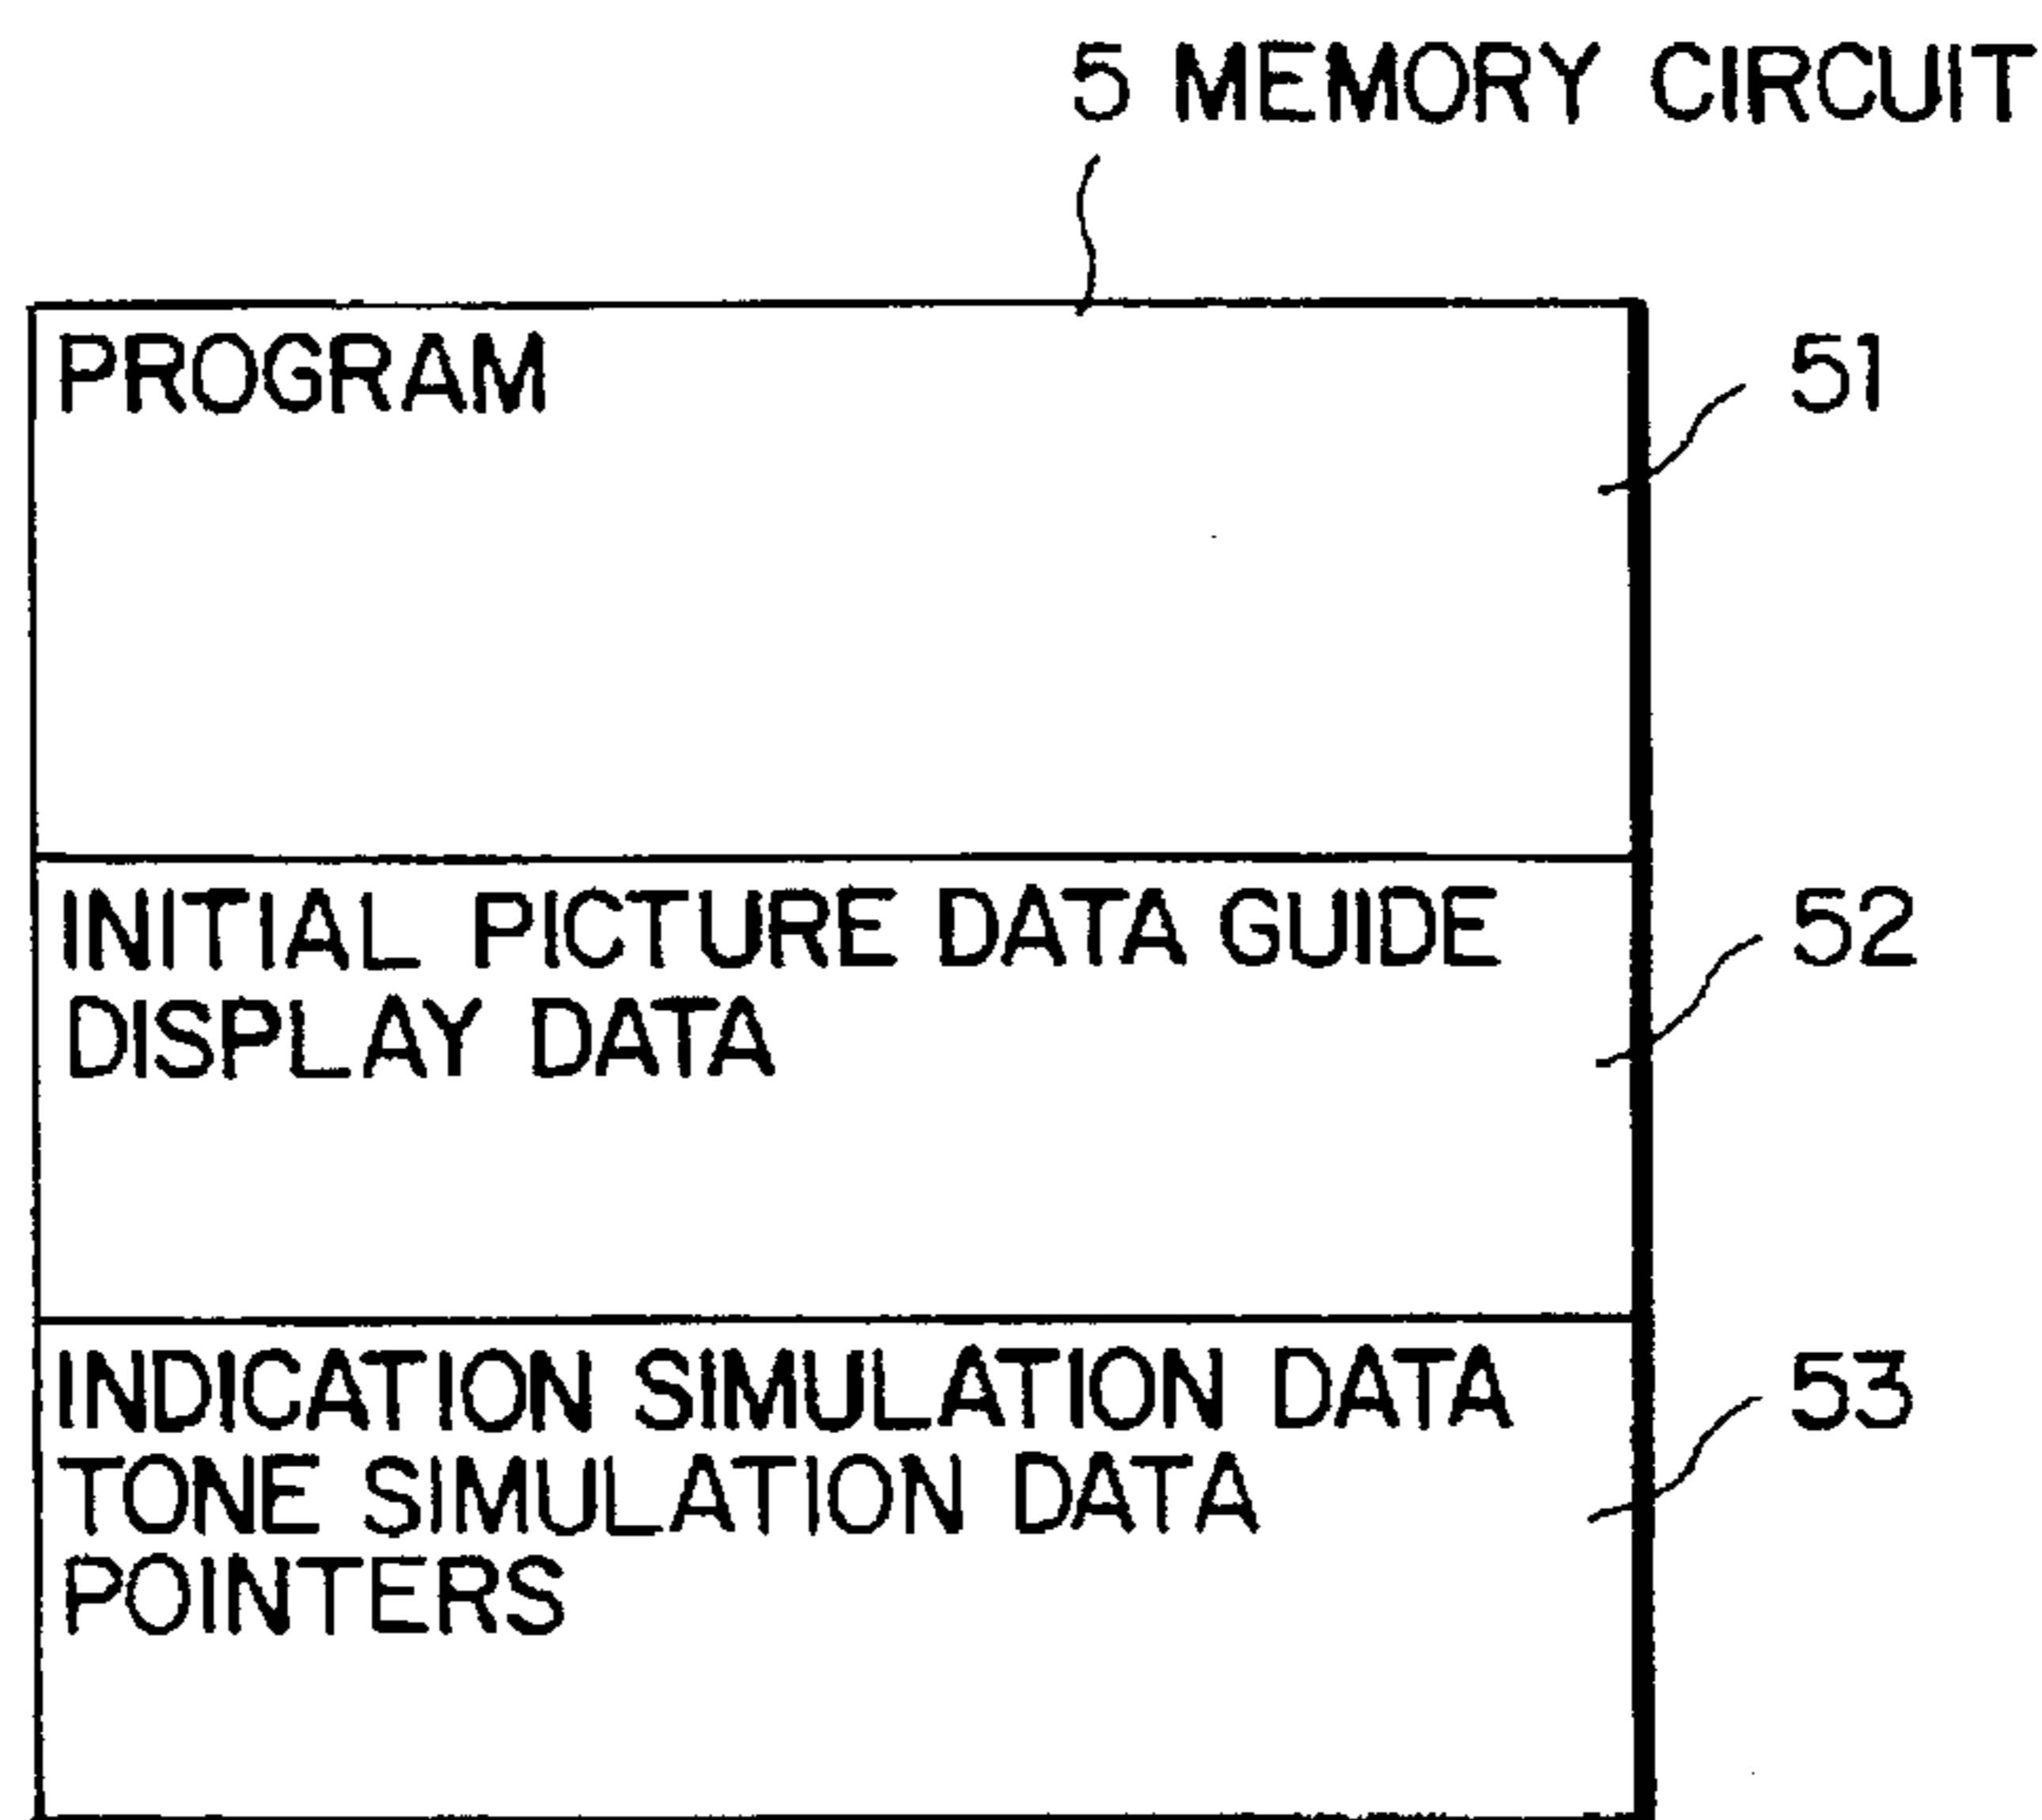 5 MEMORY CIRCUIT
PROGRAM
51
INITIAL PICTURE DATA GUIDE
DISPLAY DATA
52
INDICATION SIMULATION DATA
TONE SIMULATION DATA
POINTERS
53